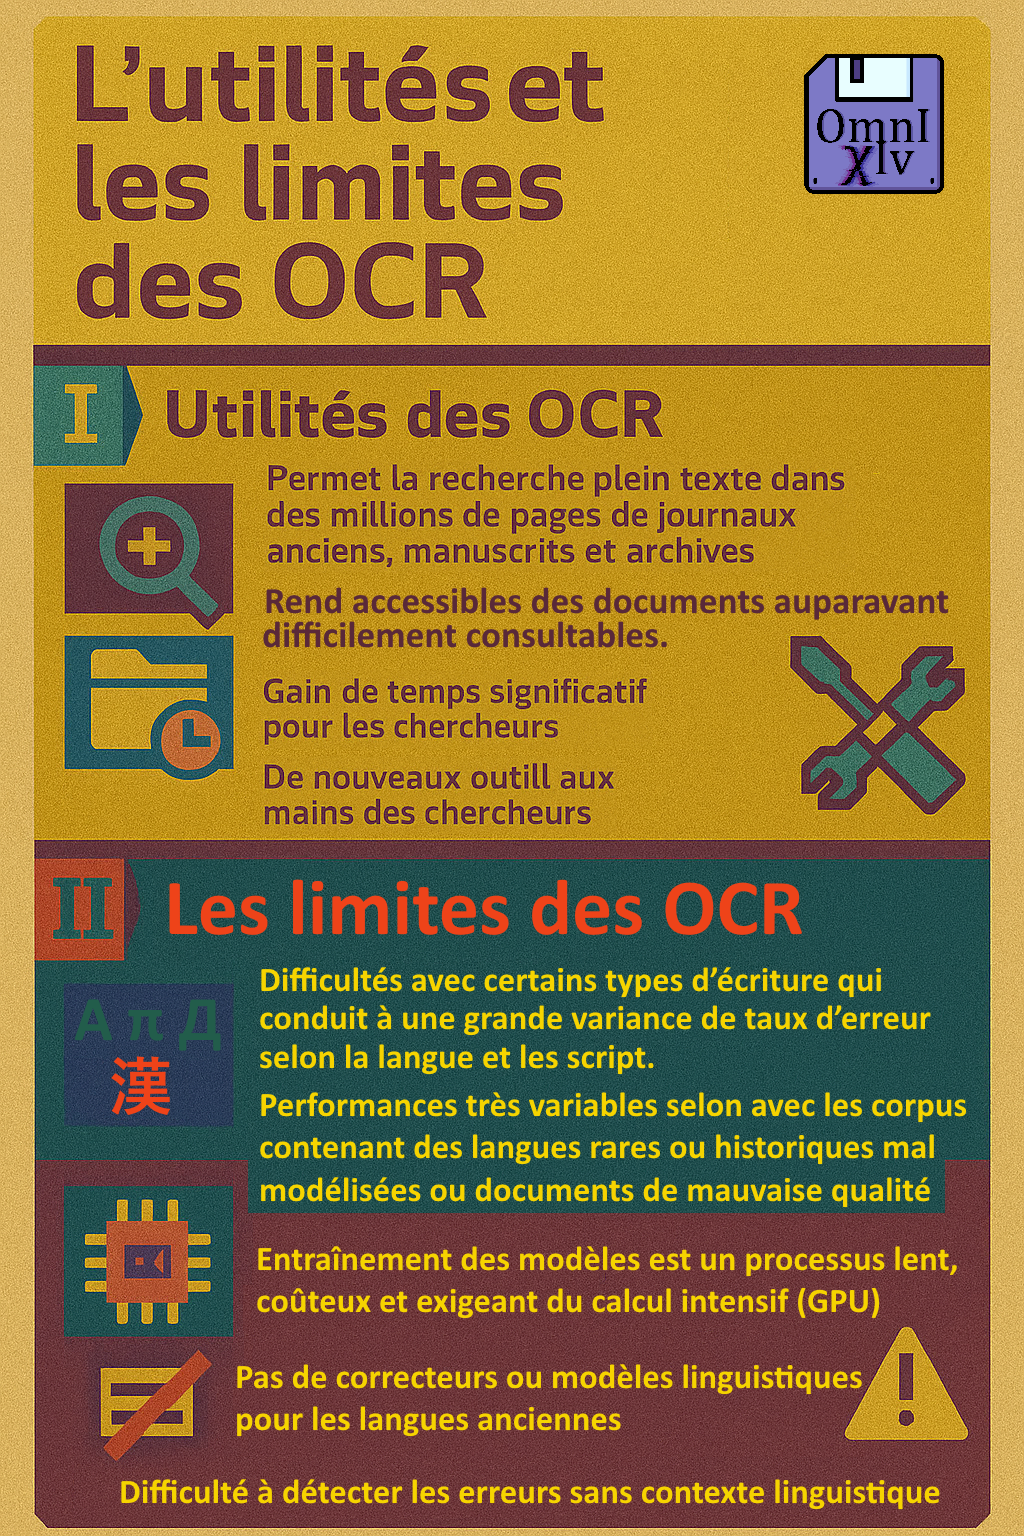 L'utilités et
les limites
des OCR
OmnI
χIv
I
Utilités des OCR
Permet la recherche plein texte dans
des millions de pages de journaux
anciens, manuscrits et archives
Rend accessibles des documents auparavant
difficilement consultables.
Gain de temps significatif
pour les chercheurs
De nouveaux outill aux
mains des chercheurs
II
Les limites des OCR
А π Д
漢
Difficultés avec certains types d'écriture qui
conduit à une grande variance de taux d'erreur
selon la langue et les script.
Performances très variables selon avec les corpus
contenant des langues rares ou historiques mal
modélisées ou documents de mauvaise qualité
Entraînement des modèles est un processus lent,
coûteux et exigeant du calcul intensif (GPU)
Pas de correcteurs ou modèles linguistiques
pour les langues anciennes
Difficulté à détecter les erreurs sans contexte linguistique